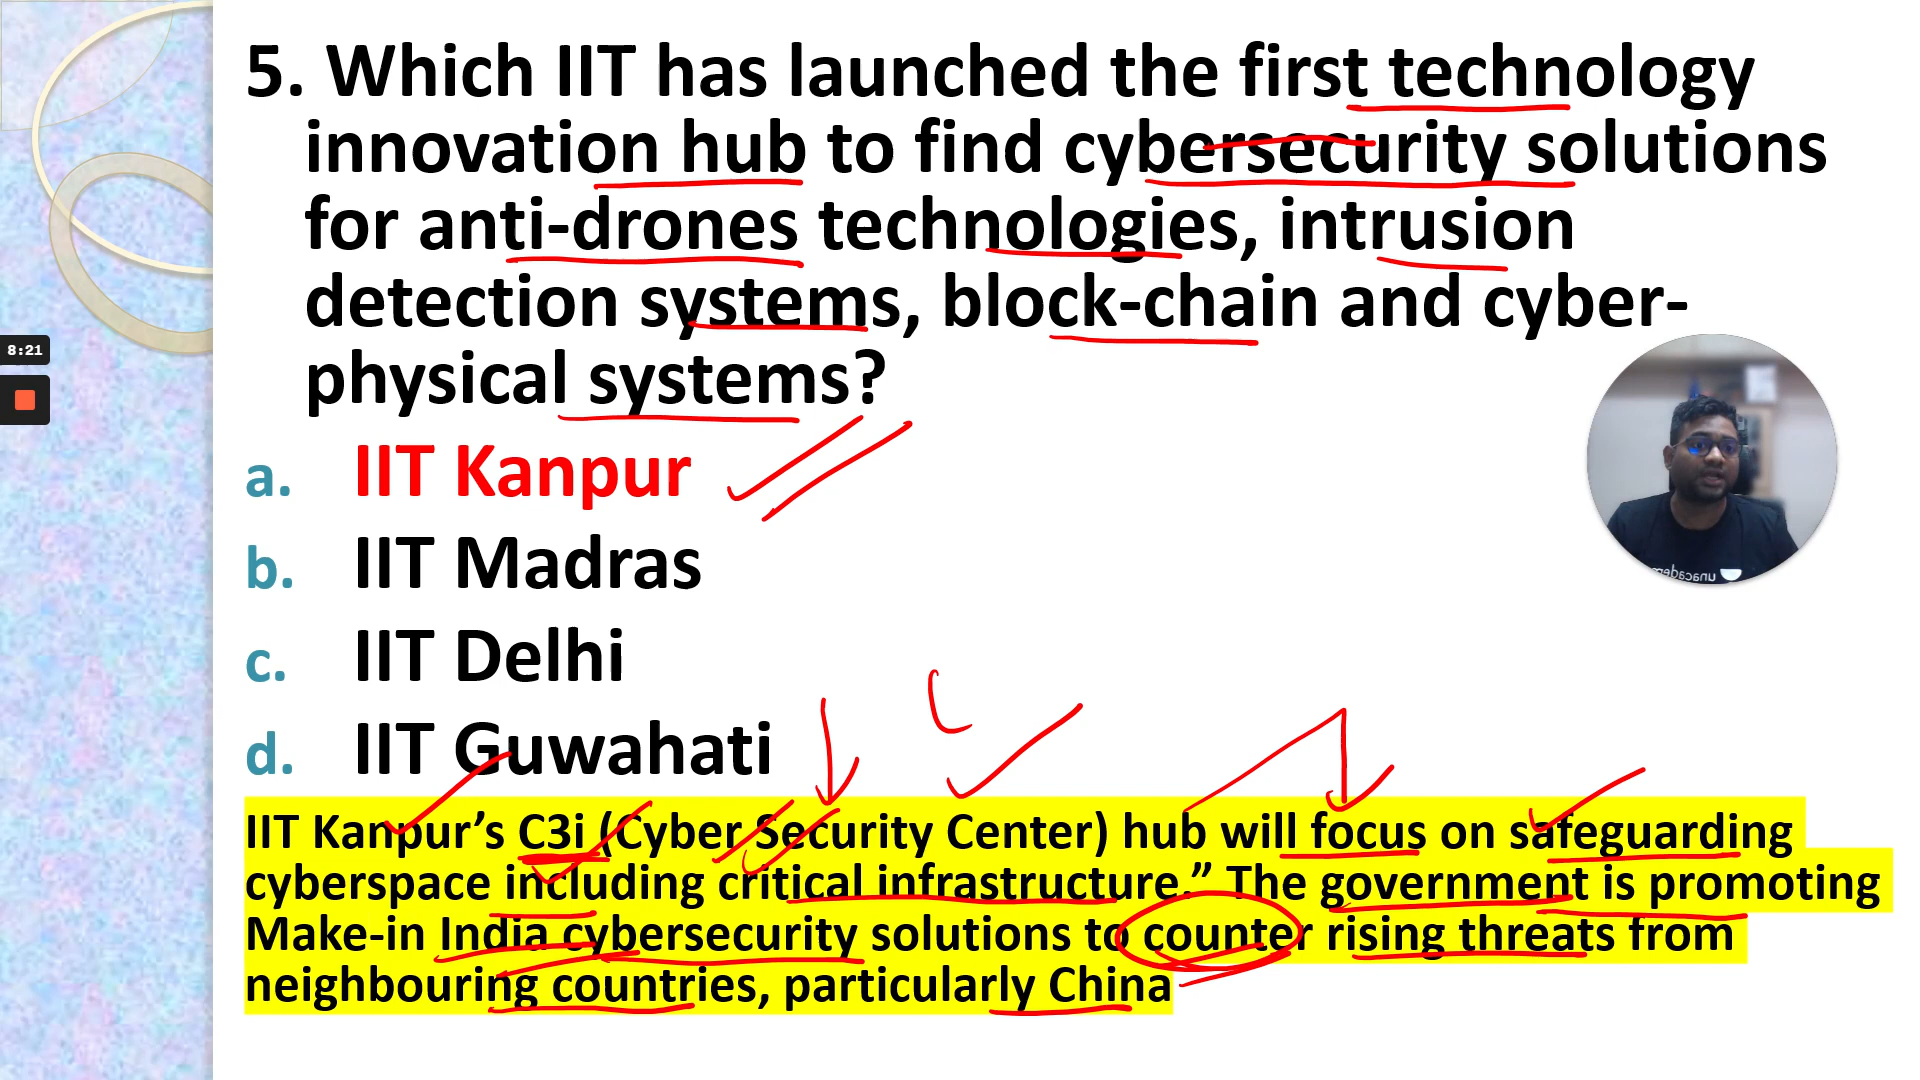 5. Which IIT has launched the first technology
innovation hub to find cybersecurity solutions
for anti-drones technologies, intrusion
detection systems, block-chain and cyber-
physical systems?
a. IIT Kanpur
b. IIT Madras
c. IIT Delhi
d. IIT Guwahati
IIT Kanpur’s C3i (Cyber Security Center) hub will focus on safeguarding
cyberspace including critical infrastructure.” The government is promoting
Make-in India cybersecurity solutions to counter rising threats from
neighbouring countries, particularly China
8:21